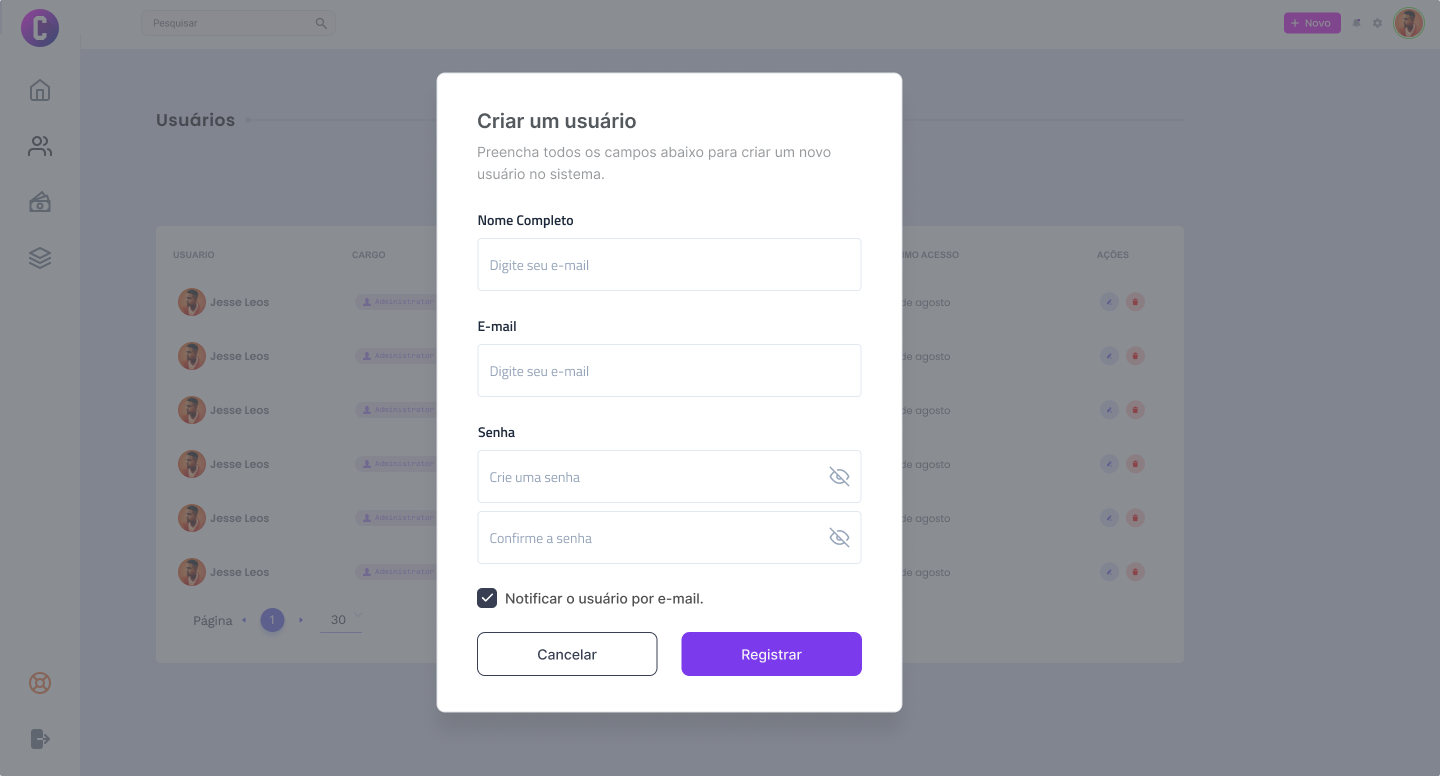 C
Pesquisar
+ Novo
Usuários
Criar um usuário
Preencha todos os campos abaixo para criar um novo
usuário no sistema.
Nome Completo
Digite seu e-mail
E-mail
Digite seu e-mail
Senha
Crie uma senha
Confirme a senha
Notificar o usuário por e-mail.
Cancelar
Registrar
USUARIO CARGO IMO ACESSO AÇÕES
Jesse Leos Administrator de agosto
Jesse Leos Administrator de agosto
Jesse Leos Administrator de agosto
Jesse Leos Administrator de agosto
Jesse Leos Administrator de agosto
Jesse Leos Administrator de agosto
Página 1 30